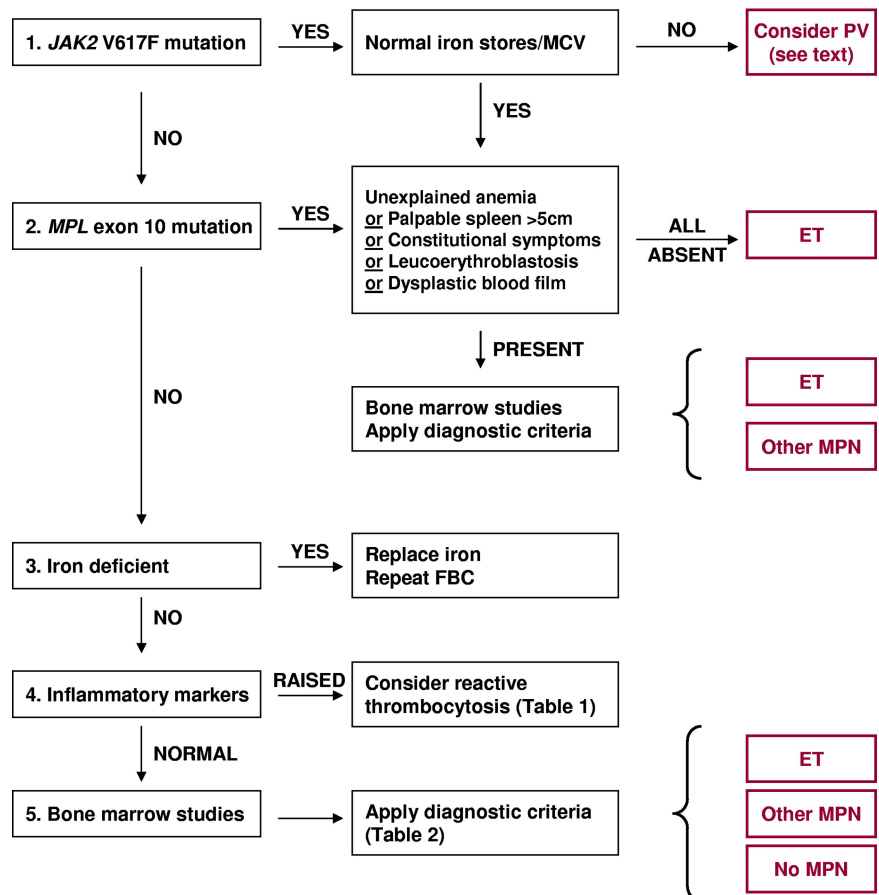 1. JAK2 V617F mutation
YES
Normal iron stores/MCV
NO
Consider PV
(see text)
NO
YES
2. MPL exon 10 mutation
YES
Unexplained anemia
or Palpable spleen >5cm
or Constitutional symptoms
or Leucoerythroblastosis
or Dysplastic blood film
ALL
ABSENT
ET
NO
PRESENT
Bone marrow studies
Apply diagnostic criteria
ET
Other MPN
3. Iron deficient
YES
Replace iron
Repeat FBC
NO
4. Inflammatory markers
RAISED
Consider reactive
thrombocytosis (Table 1)
NORMAL
5. Bone marrow studies
Apply diagnostic criteria
(Table 2)
ET
Other MPN
No MPN